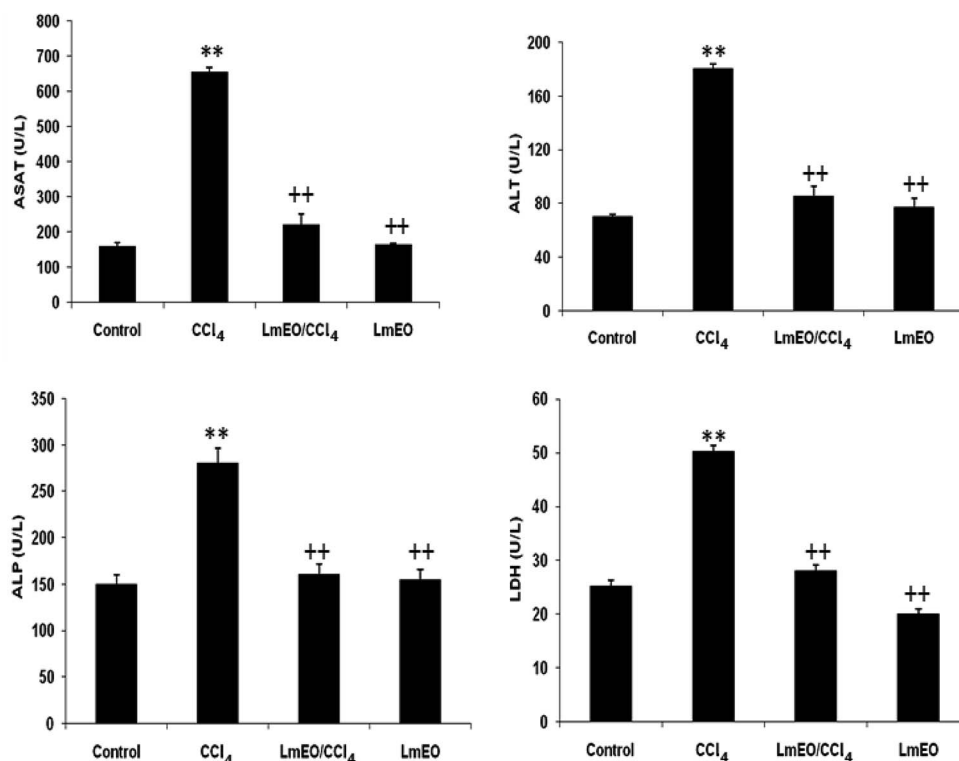 ASAT (U/L)
800
700
600
500
400
300
200
100
0
**
++
++
Control
CCl4
LmEO/CCl4
LmEO
ALT (U/L)
200
160
120
80
40
0
**
++
++
Control
CCl4
LmEO/CCl4
LmEO
ALP (U/L)
350
300
250
200
150
100
50
0
**
++
++
Control
CCl4
LmEO/CCl4
LmEO
LDH (U/L)
60
50
40
30
20
10
0
**
++
++
Control
CCl4
LmEO/CCl4
LmEO